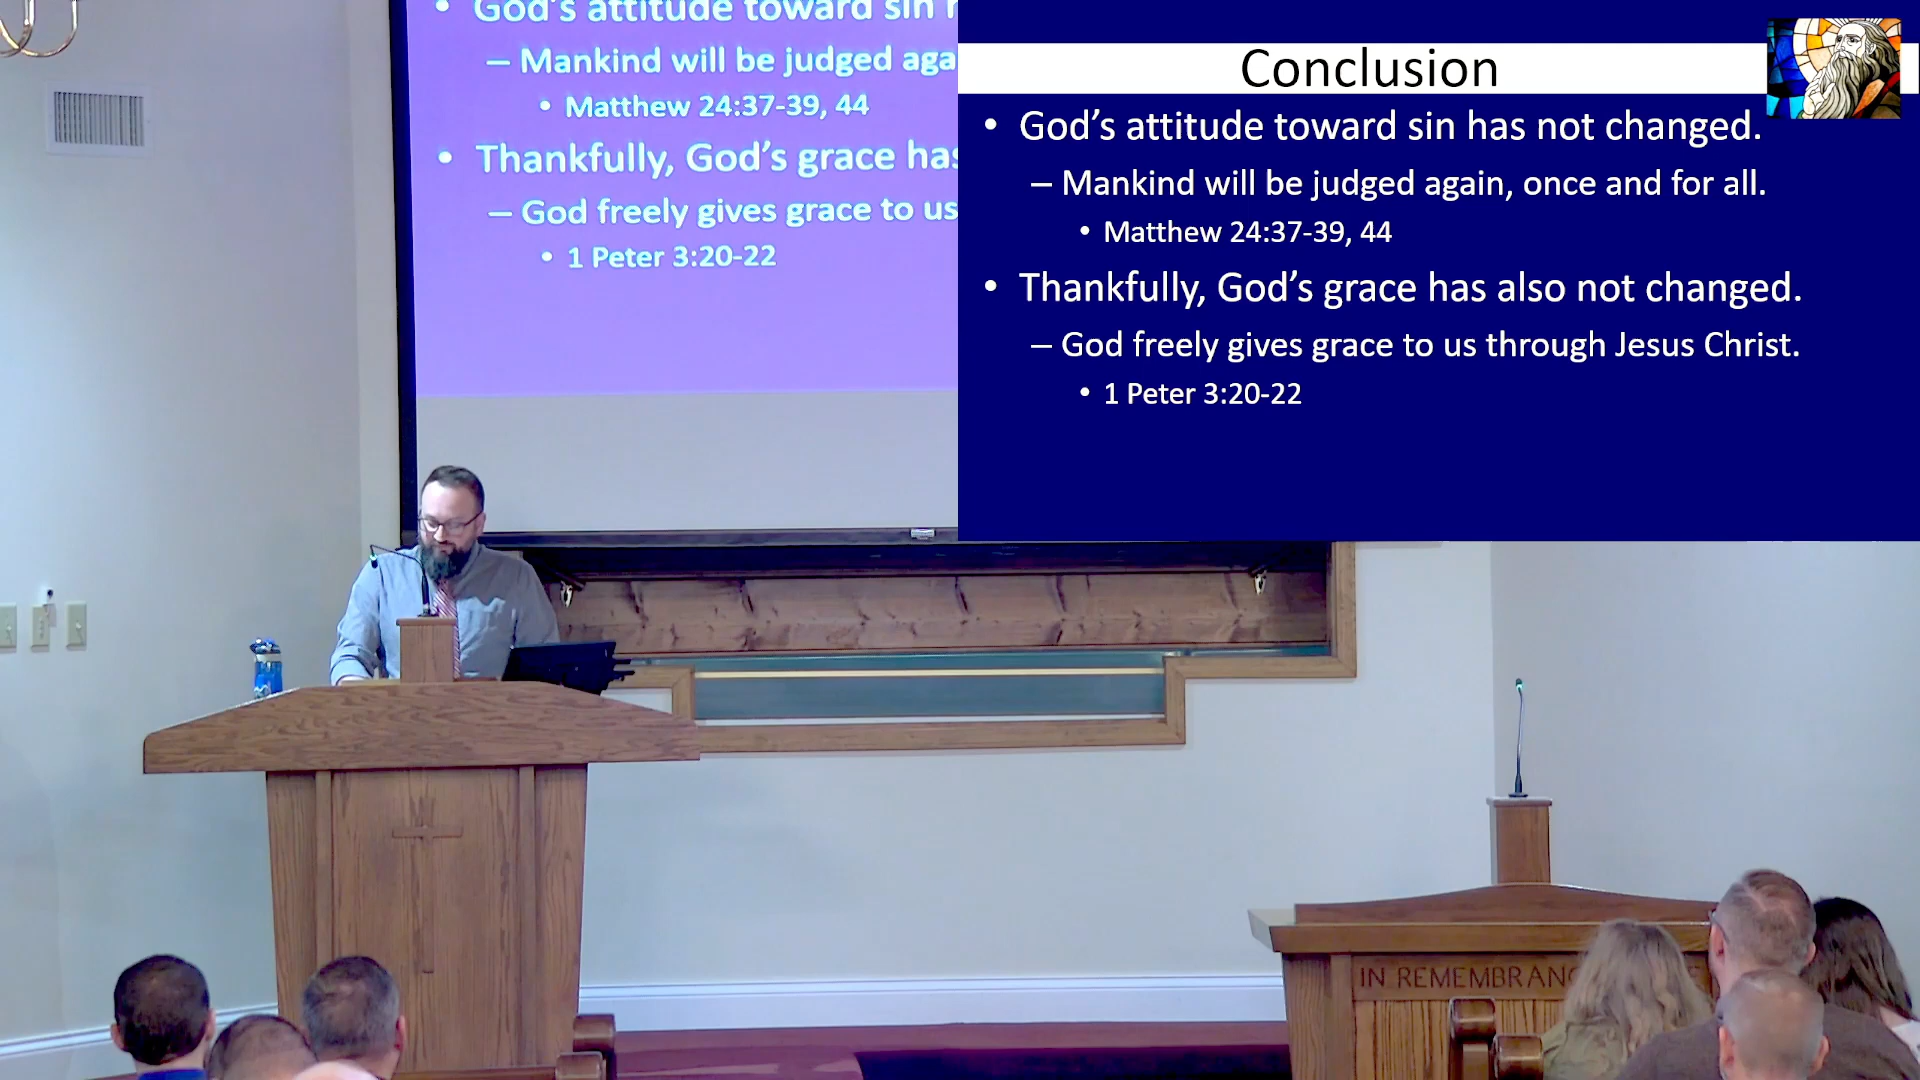 God's attitude toward sin
– Mankind will be judged aga
• Matthew 24:37-39, 44
• Thankfully, God's grace has
– God freely gives grace to us
• 1 Peter 3:20-22
Conclusion
• God's attitude toward sin has not changed.
– Mankind will be judged again, once and for all.
• Matthew 24:37-39, 44
• Thankfully, God's grace has also not changed.
– God freely gives grace to us through Jesus Christ.
• 1 Peter 3:20-22
IN REMEMBRANC